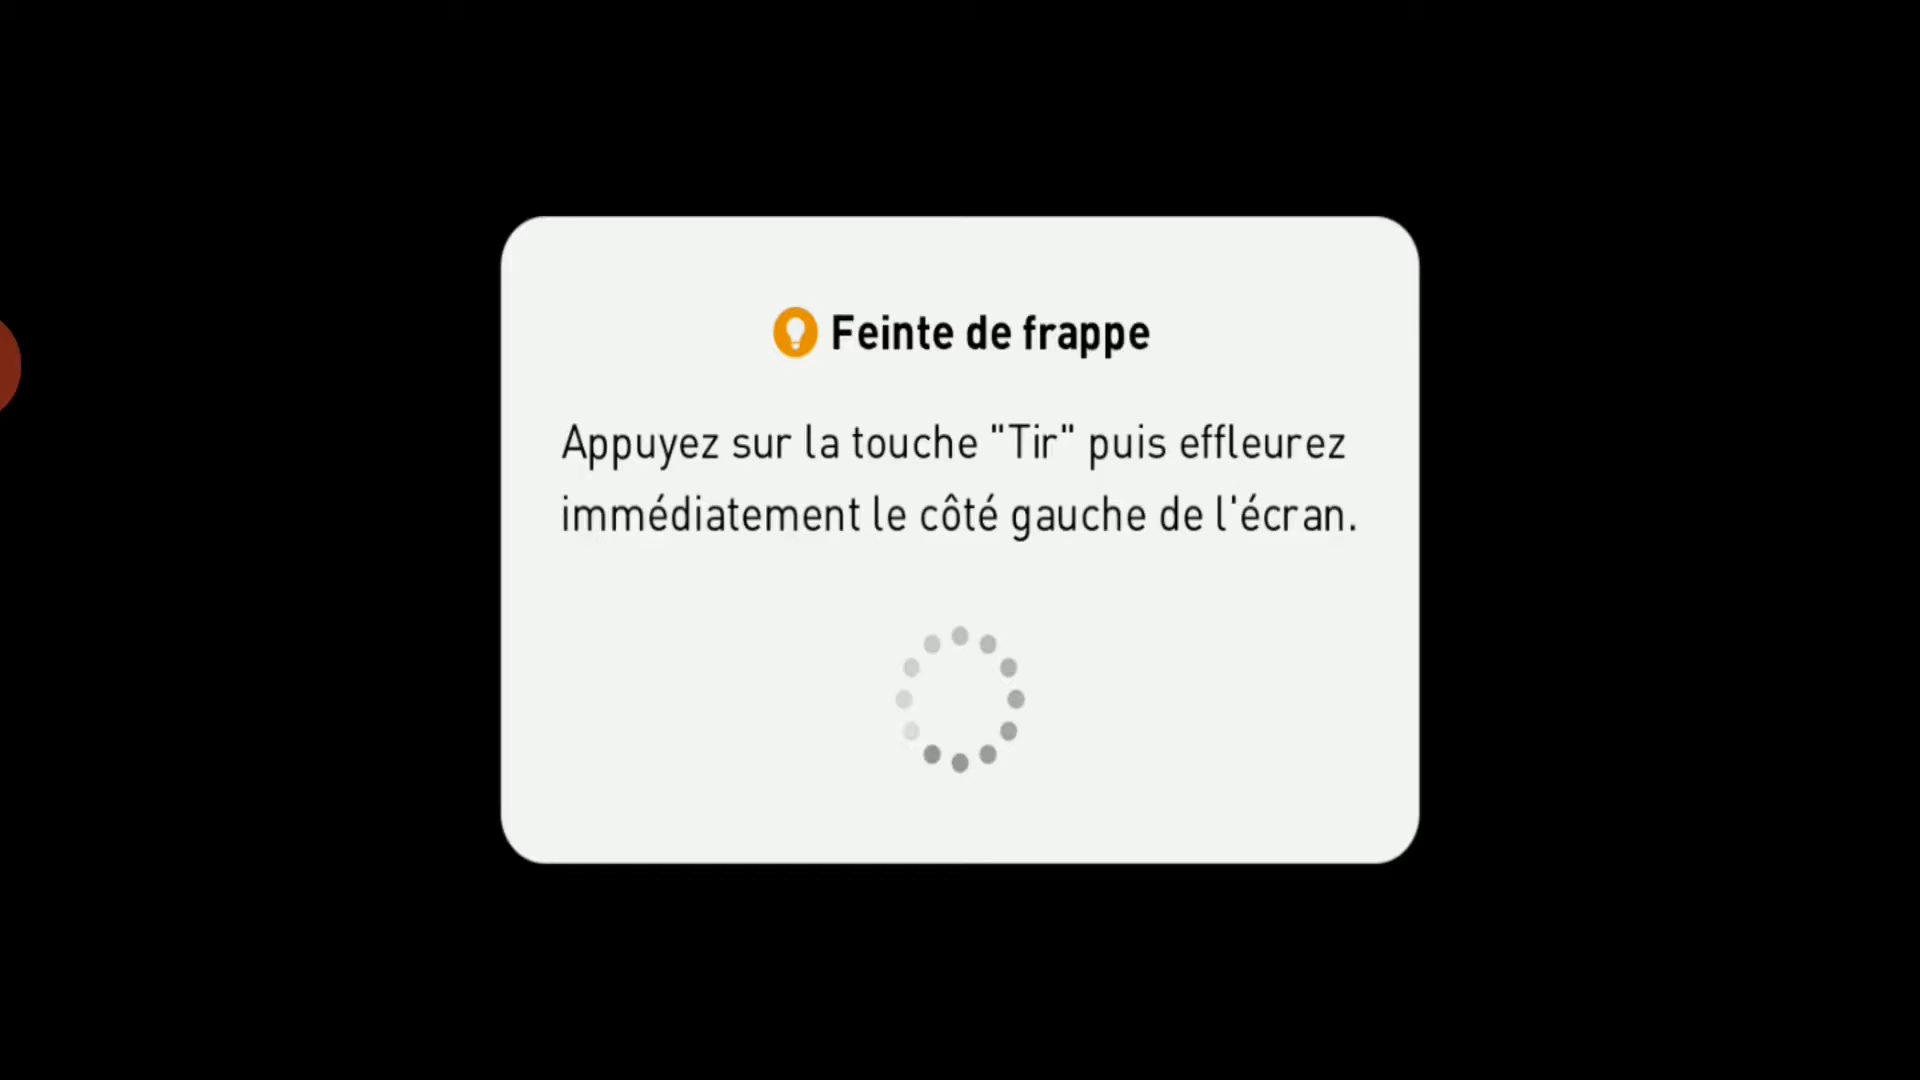 Feinte de frappe
Appuyez sur la touche "Tir" puis effleurez
immédiatement le côté gauche de l'écran.